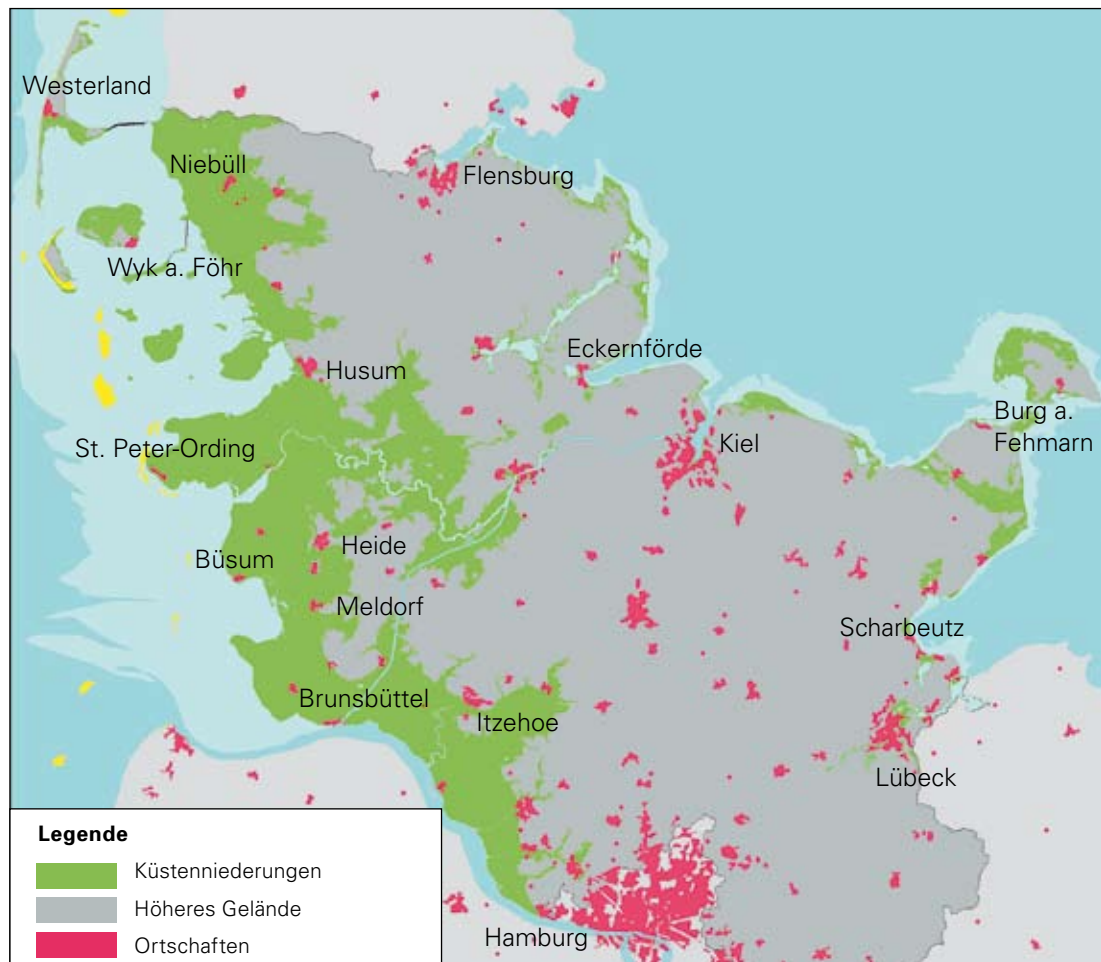 Westerland
Niebüll
Flensburg
Wyk a. Föhr
Eckernförde
Husum
Burg a.
Fehmarn
St. Peter-Ording
Kiel
Heide
Büsum
Meldorf
Scharbeutz
Brunsbüttel
Itzehoe
Lübeck
Hamburg
Legende
Küstenniederungen
Höheres Gelände
Ortschaften